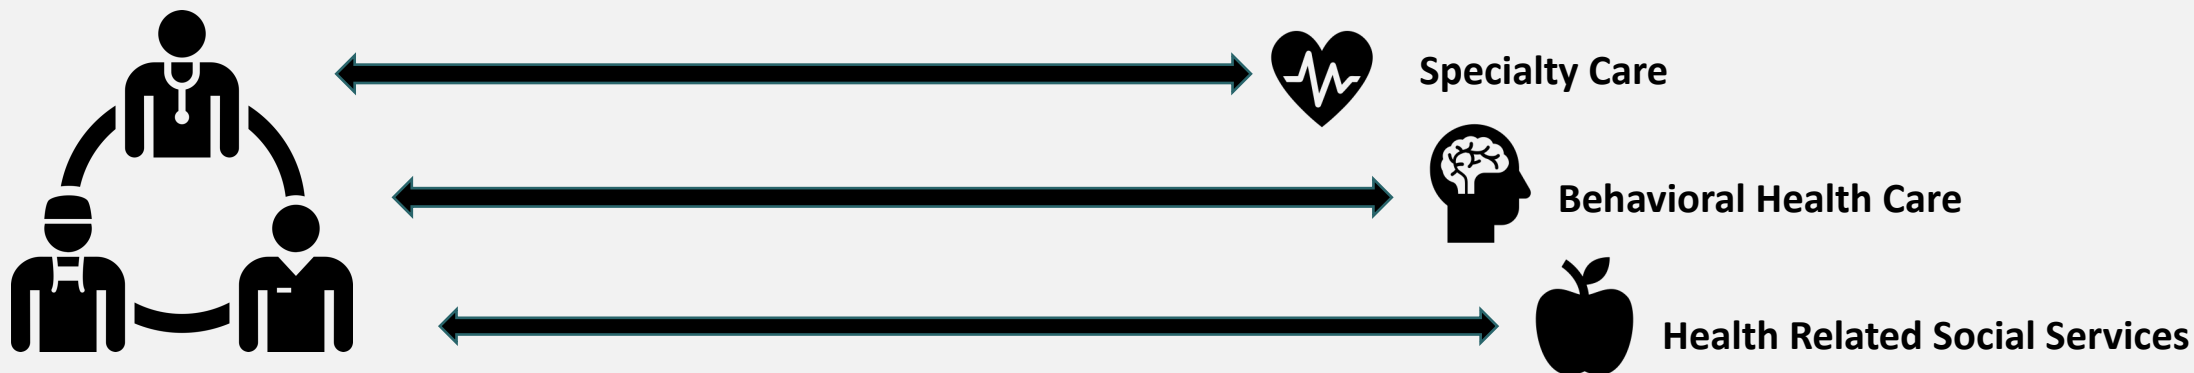 Specialty Care
Behavioral Health Care
Health Related Social Services